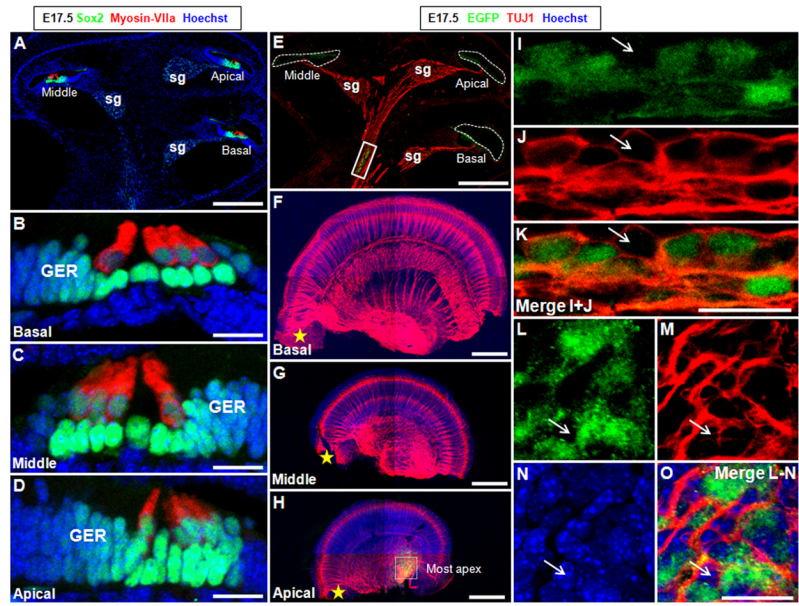 E17.5 Sox2 Myosin-VIIa Hoechst
E17.5 EGFP TUJ1 Hoechst
A
Middle
sg
sg
Apical
sg
Basal
B
GER
Basal
C
GER
Middle
D
GER
Apical
E
Middle
sg
Apical
sg
Basal
F
Basal
G
Middle
H
Most apex
Apical
I
J
K
Merge I+J
L
M
N
O
Merge L-N